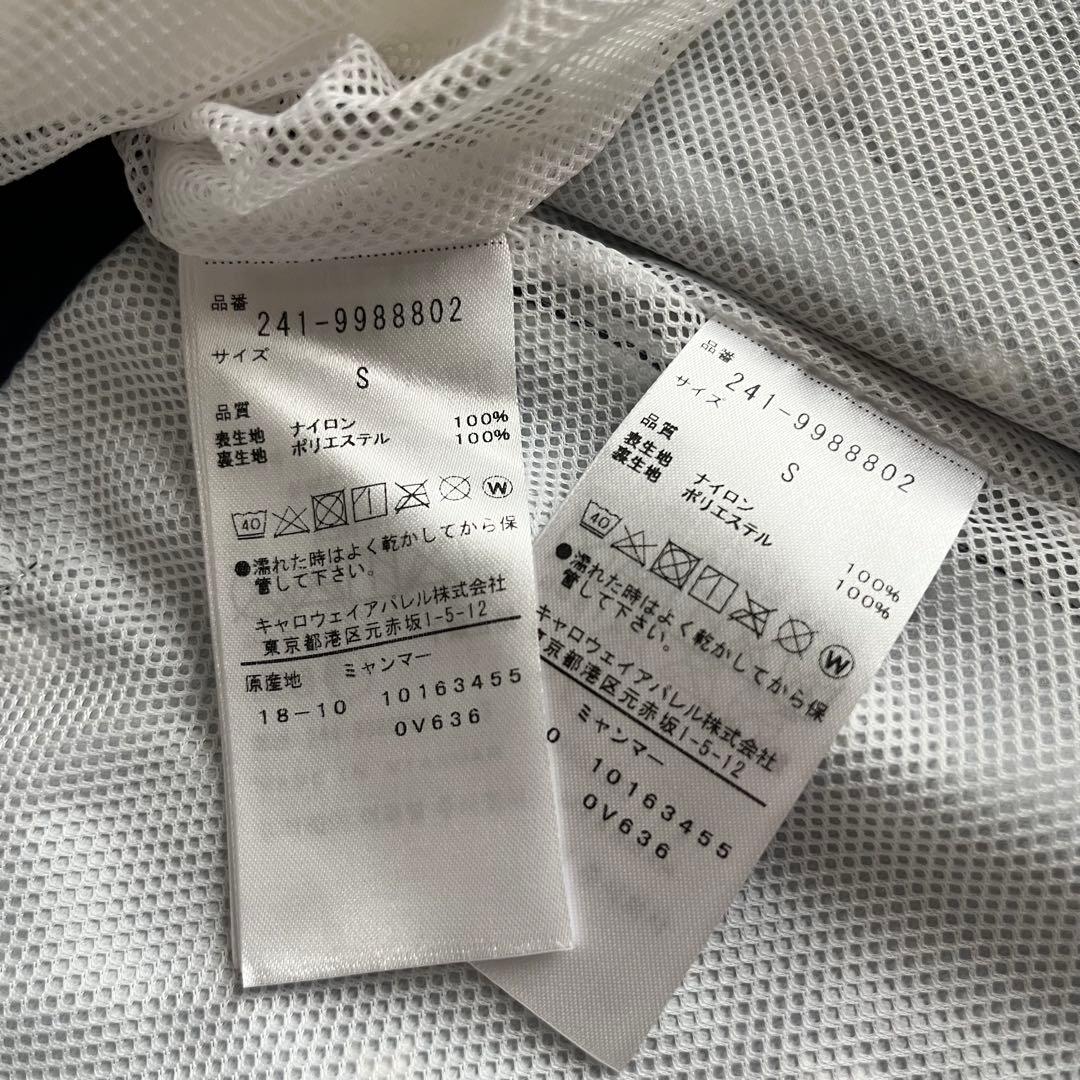 品番
241-9988802
サイズ
S
品質
表生地 ナイロン 100%
裏生地 ポリエステル 100%
40 W
●濡れた時はよく乾かしてから保
管して下さい。
キャロウェイアパレル株式会社
東京都港区元赤坂1-5-12
原産地 ミャンマー
18-10 10163455
0V636
品番
241-9988802
サイズ
S
品質
表生地 ナイロン 100%
裏生地 ポリエステル 100%
40 W
●濡れた時はよく乾かしてから保
管して下さい。
キャロウェイアパレル株式会社
京都港区元赤坂1-5-12
ミャンマー
0 10163455
0V636